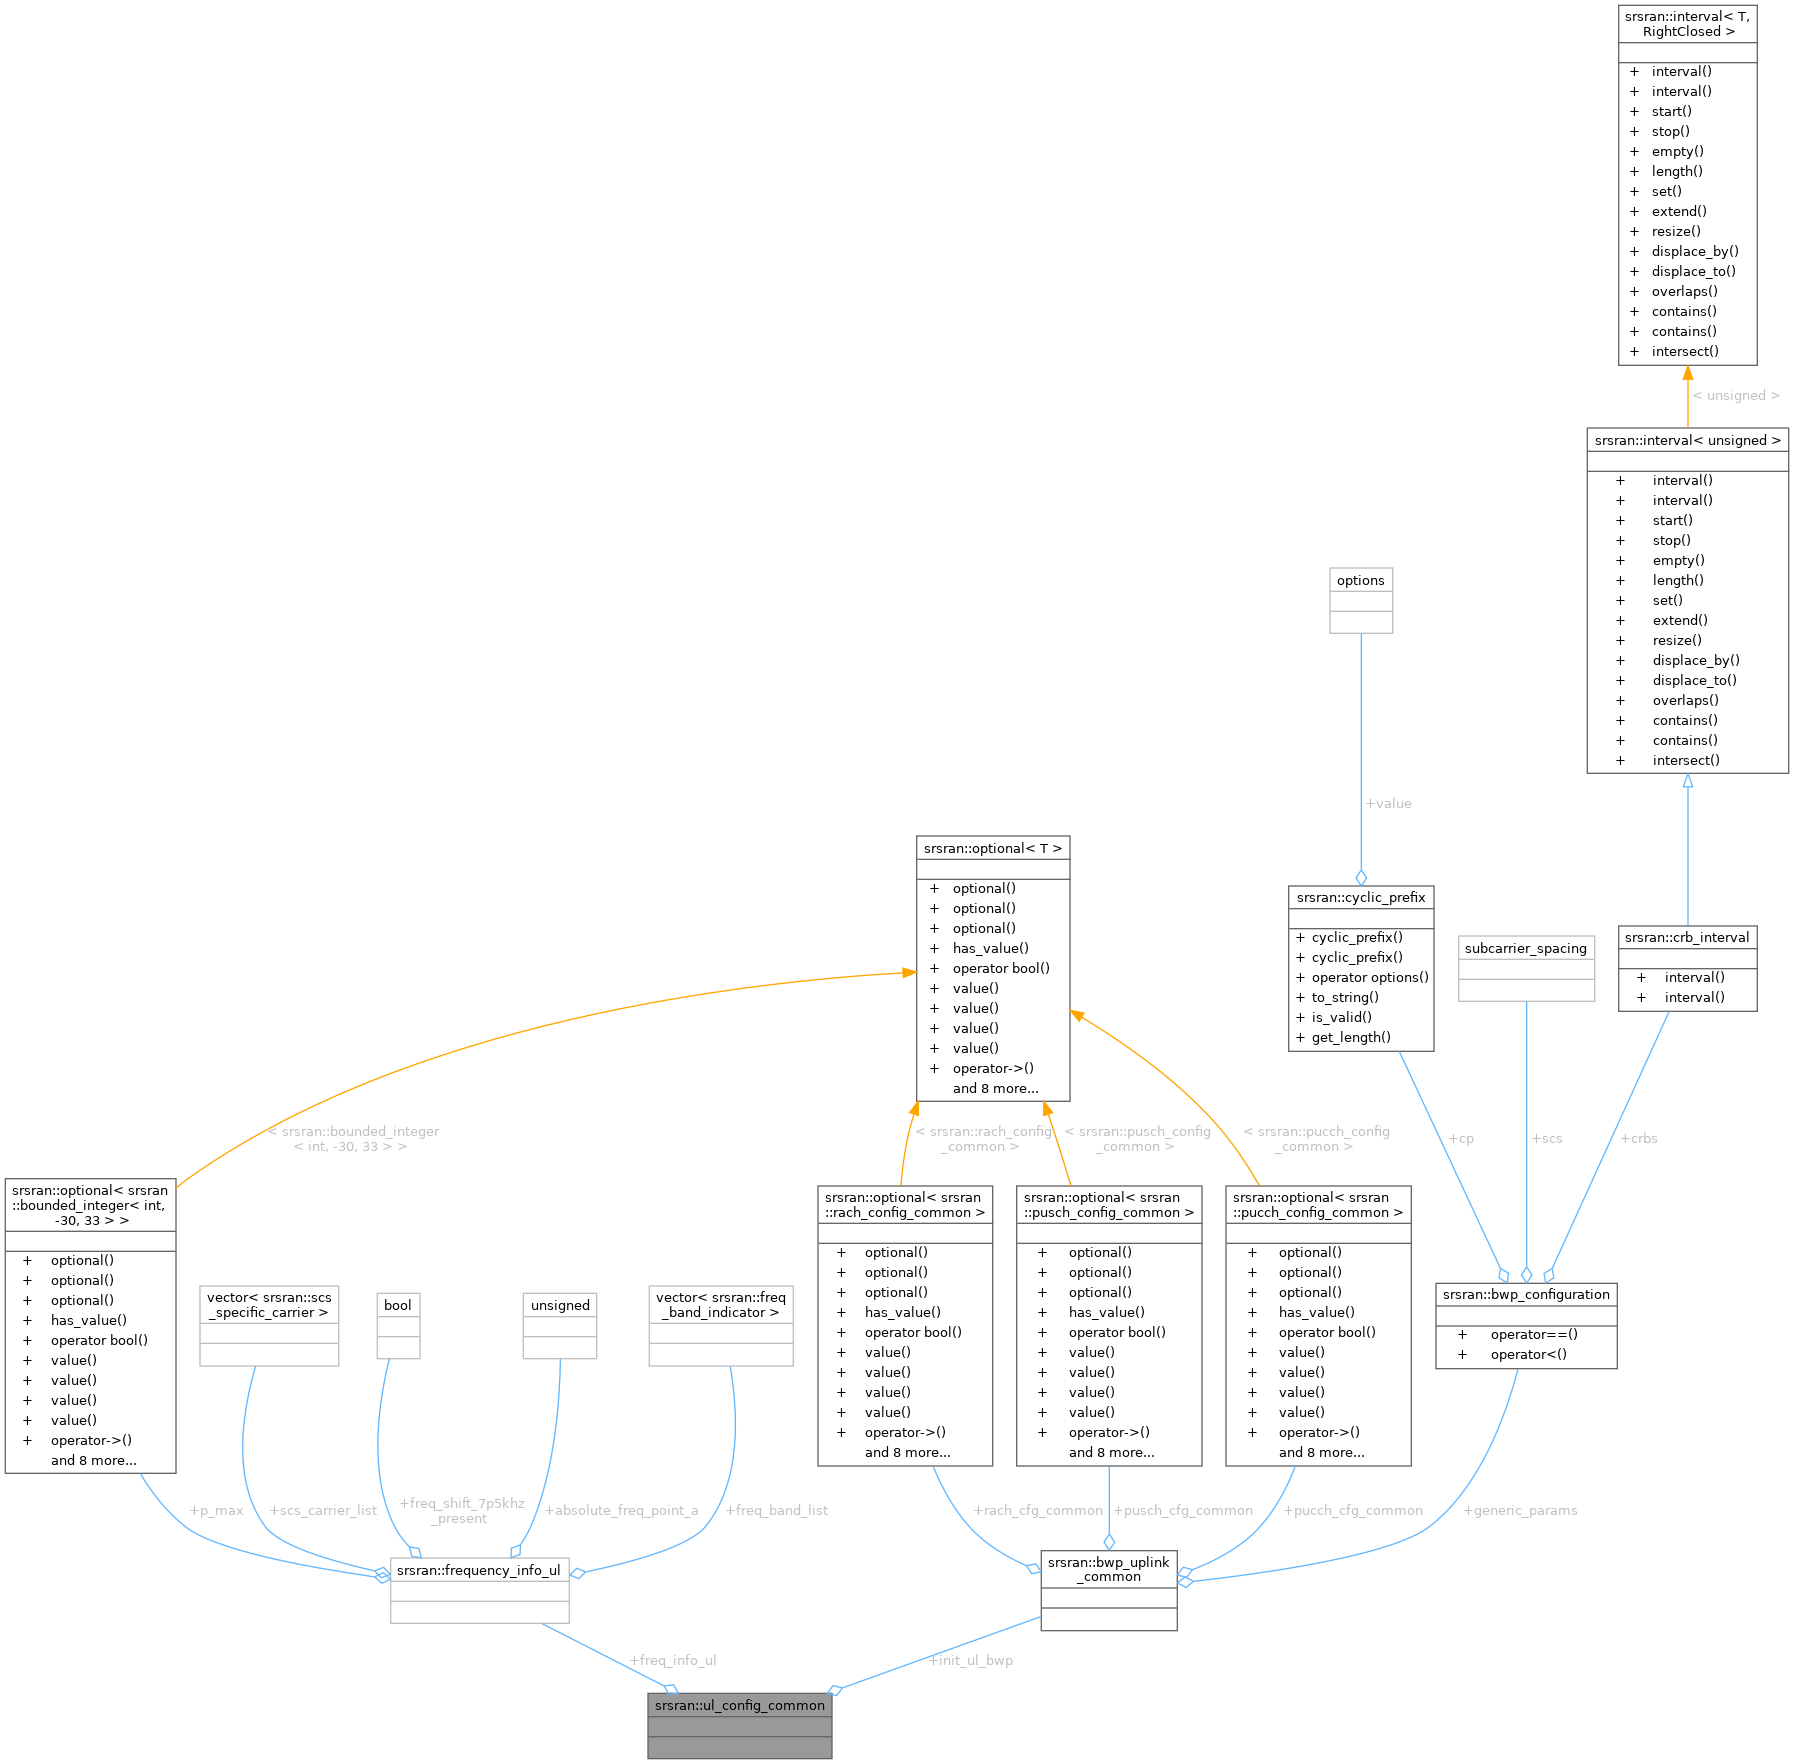 srsran::interval< T,
RightClosed >
+ interval()
+ interval()
+ start()
+ stop()
+ empty()
+ length()
+ set()
+ extend()
+ resize()
+ displace_by()
+ displace_to()
+ overlaps()
+ contains()
+ contains()
+ intersect()
< unsigned >
srsran::interval< unsigned >
+ interval()
+ interval()
+ start()
+ stop()
+ empty()
+ length()
+ set()
+ extend()
+ resize()
+ displace_by()
+ displace_to()
+ overlaps()
+ contains()
+ contains()
+ intersect()
options
+value
srsran::optional< T >
+ optional()
+ optional()
+ optional()
+ has_value()
+ operator bool()
+ value()
+ value()
+ value()
+ value()
+ operator->()
and 8 more...
srsran::cyclic_prefix
+ cyclic_prefix()
+ cyclic_prefix()
+ operator options()
+ to_string()
+ is_valid()
+ get_length()
subcarrier_spacing
srsran::crb_interval
+ interval()
+ interval()
< srsran::bounded_integer
< int, -30, 33 > >
< srsran::rach_config
_common >
< srsran::pusch_config
_common >
< srsran::pucch_config
_common >
+cp
+scs
+crbs
srsran::optional< srsran
::bounded_integer< int,
-30, 33 > >
+ optional()
+ optional()
+ optional()
+ has_value()
+ operator bool()
+ value()
+ value()
+ value()
+ value()
+ operator->()
and 8 more...
vector< srsran::scs
_specific_carrier >
bool
unsigned
vector< srsran::freq
_band_indicator >
srsran::optional< srsran
::rach_config_common >
+ optional()
+ optional()
+ optional()
+ has_value()
+ operator bool()
+ value()
+ value()
+ value()
+ value()
+ operator->()
and 8 more...
srsran::optional< srsran
::pusch_config_common >
+ optional()
+ optional()
+ optional()
+ has_value()
+ operator bool()
+ value()
+ value()
+ value()
+ value()
+ operator->()
and 8 more...
srsran::optional< srsran
::pucch_config_common >
+ optional()
+ optional()
+ optional()
+ has_value()
+ operator bool()
+ value()
+ value()
+ value()
+ value()
+ operator->()
and 8 more...
srsran::bwp_configuration
+ operator==()
+ operator<()
+p_max
+scs_carrier_list
+freq_shift_7p5khz
_present
+absolute_freq_point_a
+freq_band_list
+rach_cfg_common
+pusch_cfg_common
+pucch_cfg_common
+generic_params
srsran::frequency_info_ul
srsran::bwp_uplink
_common
+freq_info_ul
+init_ul_bwp
srsran::ul_config_common